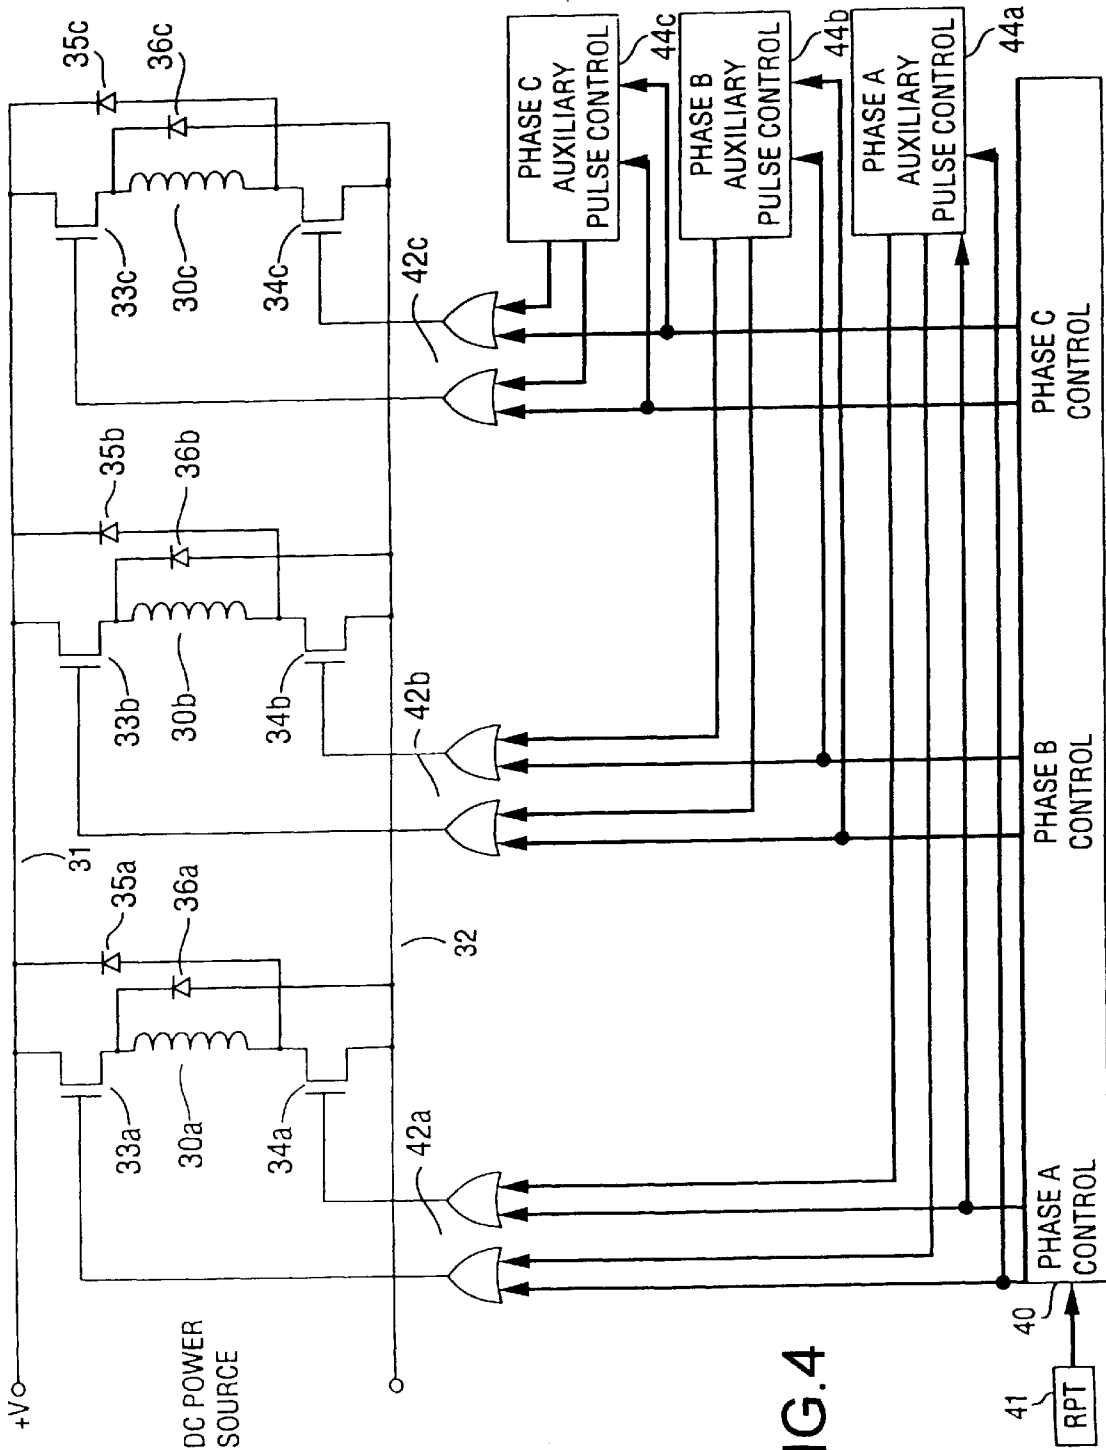 +V
DC POWER
SOURCE
31
32
33a
30a
34a
35a
36a
42a
33b
30b
34b
35b
36b
42b
33c
30c
34c
35c
36c
42c
PHASE C
AUXILIARY
PULSE CONTROL
44c
PHASE B
AUXILIARY
PULSE CONTROL
44b
PHASE A
AUXILIARY
PULSE CONTROL
44a
PHASE A
CONTROL
PHASE B
CONTROL
PHASE C
CONTROL
40
41
RPT
IG.4